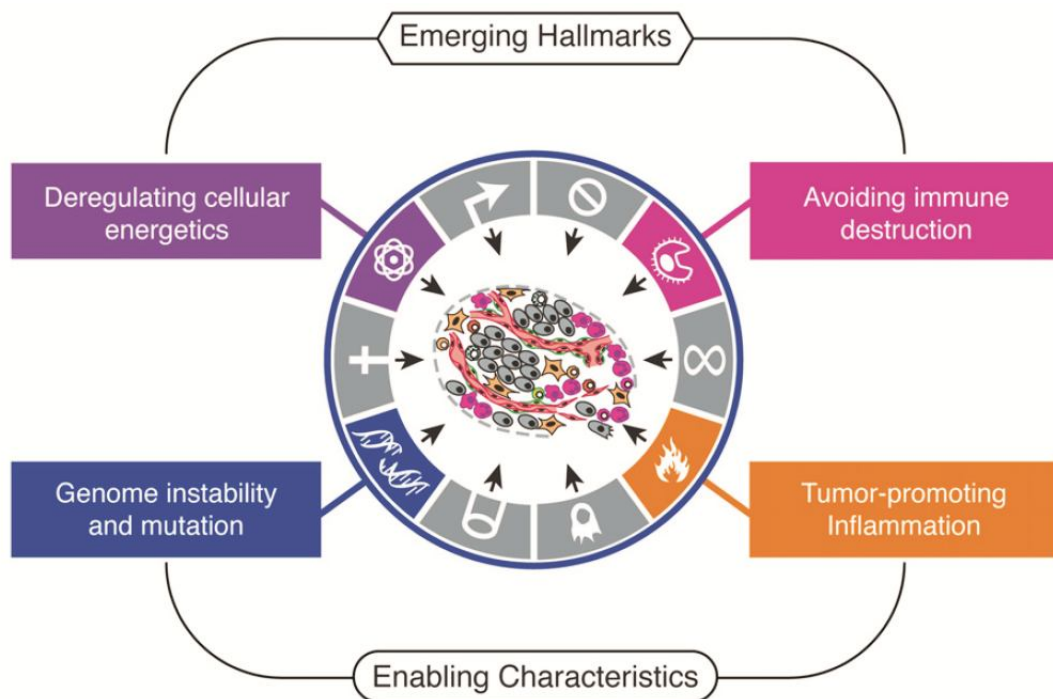 Emerging Hallmarks
Deregulating cellular
energetics
Avoiding immune
destruction
Genome instability
and mutation
Tumor-promoting
Inflammation
Enabling Characteristics